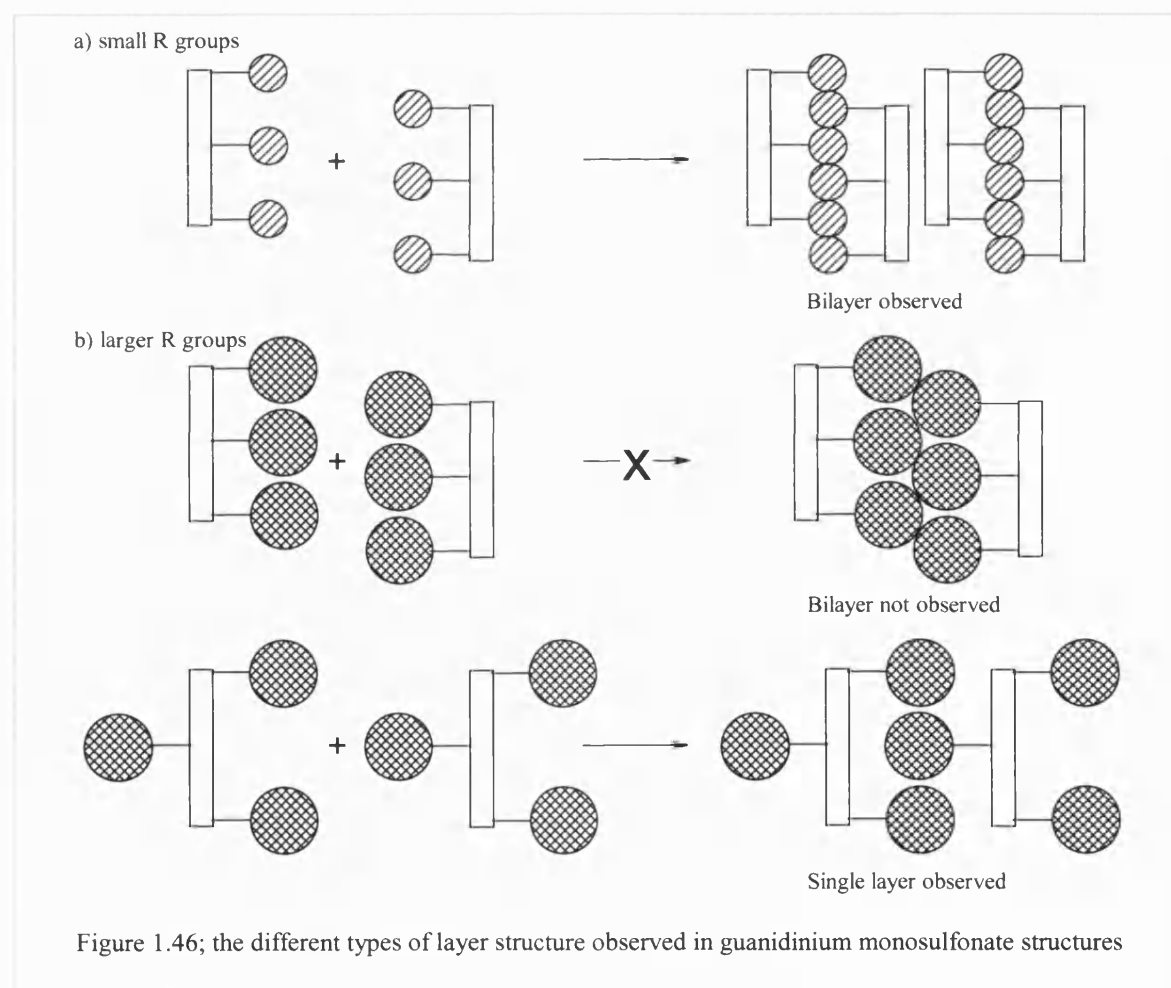 a) small R groups
+
Bilayer observed
b) larger R groups
+
X
Bilayer not observed
+
Single layer observed
Figure 1.46; the different types of layer structure observed in guanidinium monosulfonate structures